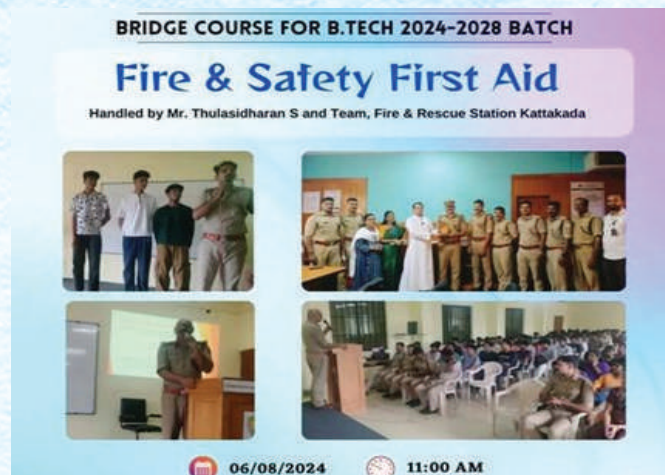 BRIDGE COURSE FOR B.TECH 2024-2028 BATCH
Fire & Safety First Aid
Handled by Mr. Thulasidharan S and Team, Fire & Rescue Station Kattakada
06/08/2024
11:00 AM